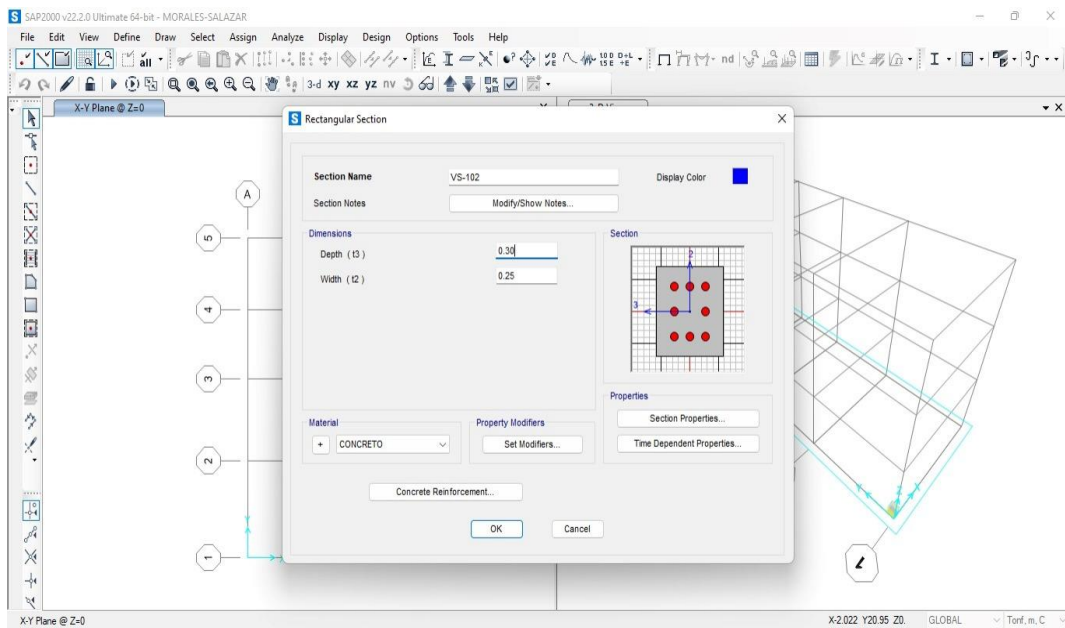 SAP2000 v22.2.0 Ultimate 64-bit - MORALES-SALAZAR
File Edit View Define Draw Select Assign Analyze Display Design Options Tools Help
all nd
3-d xy xz yz nv
X-Y Plane @ Z=0
Rectangular Section
Section Name VS-102 Display Color
Section Notes Modify/Show Notes...
Dimensions
Depth ( t3 ) 0.30
Width ( t2 ) 0.25
Section
2
3
Properties
Section Properties...
Time Dependent Properties...
Material
+ CONCRETO
Property Modifiers
Set Modifiers...
Concrete Reinforcement...
OK Cancel
A
5
4
3
2
1
Y
Z
X
X-Y Plane @ Z=0 X-2.022 Y20.95 Z0. GLOBAL Tonf, m, C